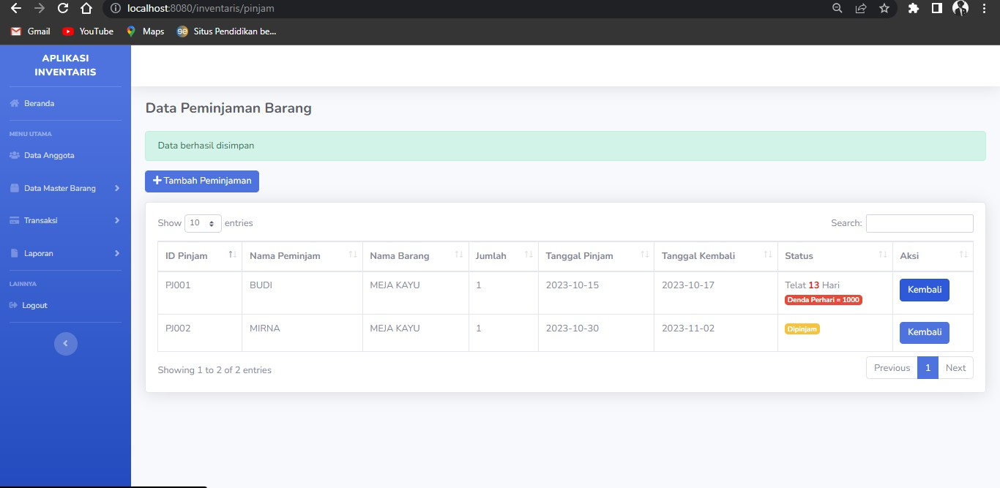 localhost:8080/inventaris/pinjam
Gmail YouTube Maps Situs Pendidikan be...
APLIKASI
INVENTARIS
Beranda
MENU UTAMA
Data Anggota
Data Master Barang
Transaksi
Laporan
LAINNYA
Logout
Data Peminjaman Barang
Data berhasil disimpan
Tambah Peminjaman
Show 10 entries Search:
ID Pinjam Nama Peminjam Nama Barang Jumlah Tanggal Pinjam Tanggal Kembali Status Aksi
PJ001 BUDI MEJA KAYU 1 2023-10-15 2023-10-17 Telat 13 Hari Kembali
Denda Perhari = 1000
PJ002 MIRNA MEJA KAYU 1 2023-10-30 2023-11-02 Dipinjam Kembali
Showing 1 to 2 of 2 entries Previous 1 Next